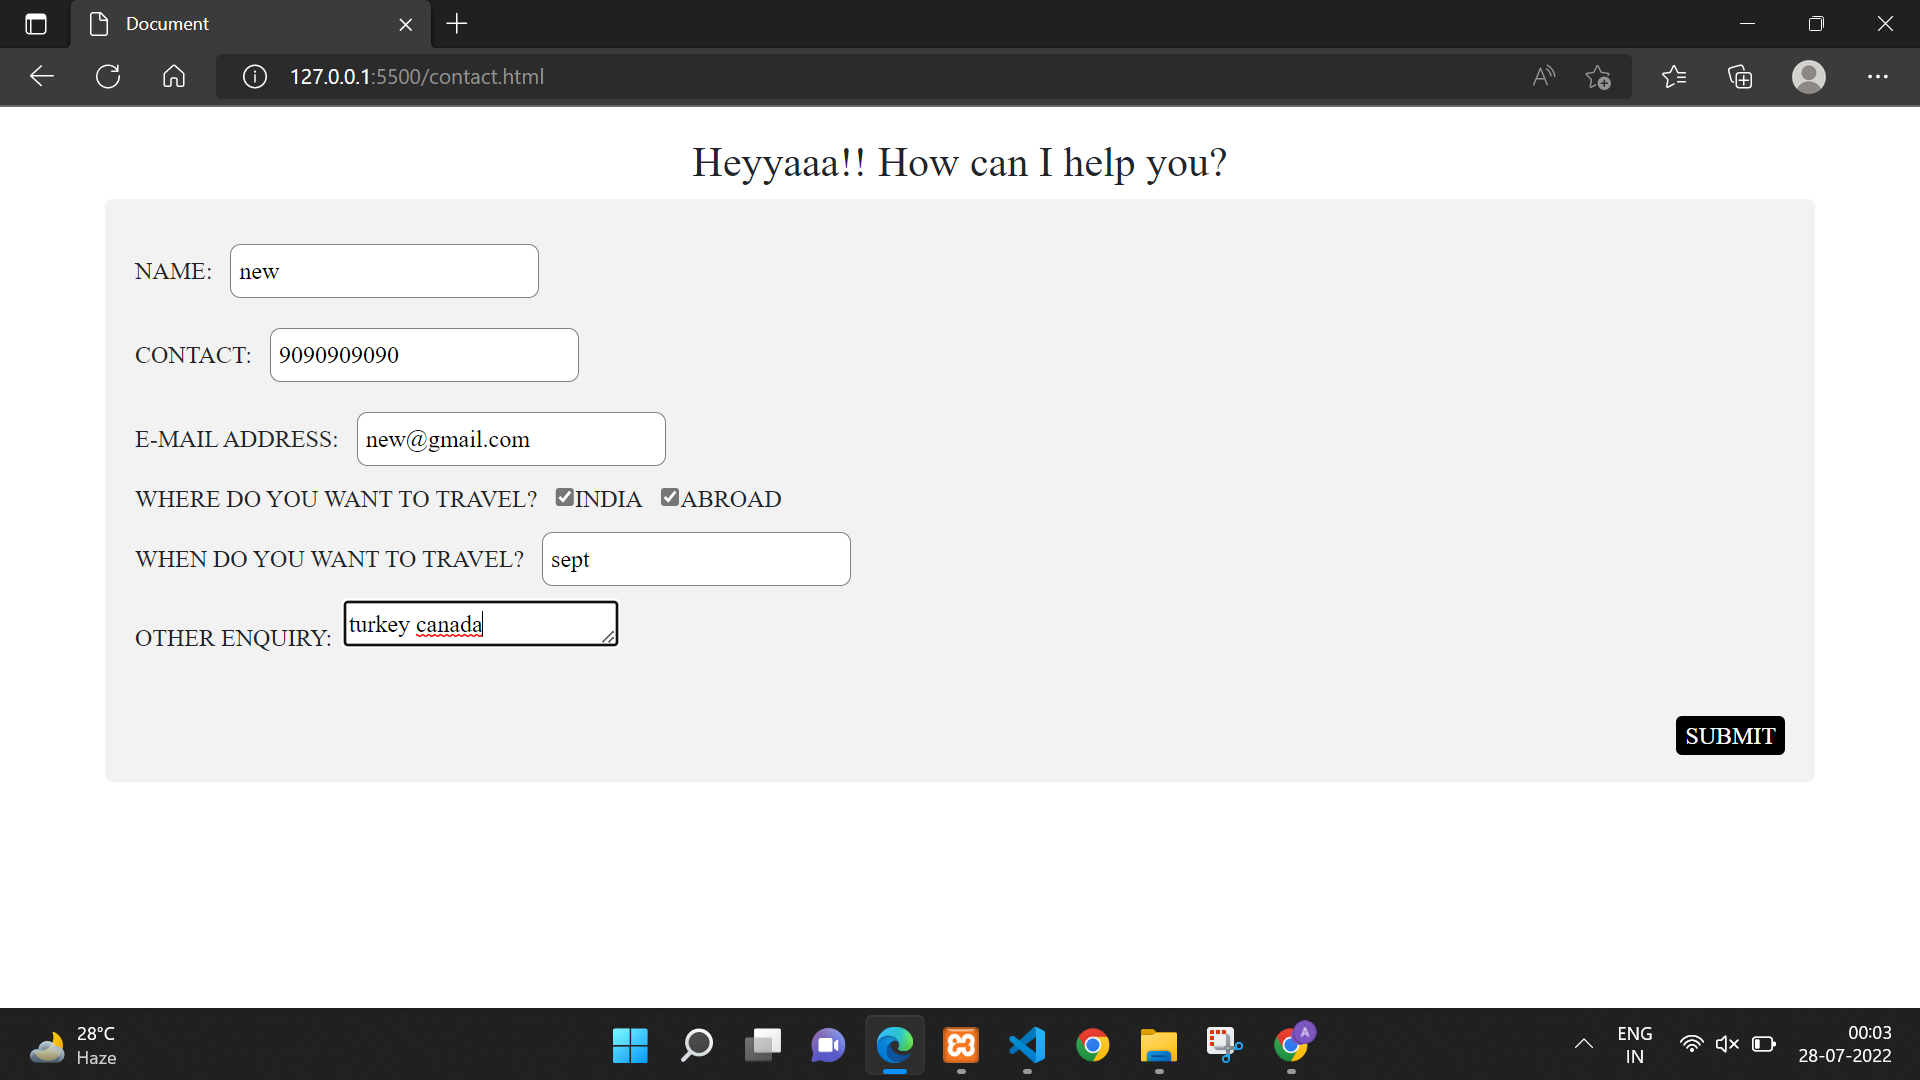 Document
127.0.0.1:5500/contact.html
Heyyaaa!! How can I help you?
NAME: new
CONTACT: 9090909090
E-MAIL ADDRESS: new@gmail.com
WHERE DO YOU WANT TO TRAVEL? INDIA ABROAD
WHEN DO YOU WANT TO TRAVEL? sept
OTHER ENQUIRY: turkey canada
SUBMIT
28°C
Haze
A
ENG
IN
00:03
28-07-2022